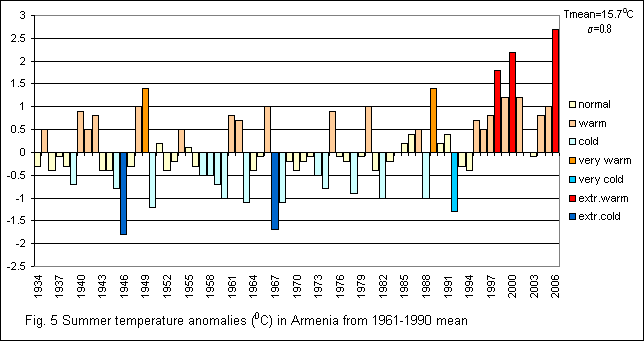 Tmean=15.7⁰C
σ=0.8
3
2.5
2
1.5
1
0.5
0
-0.5
-1
-1.5
-2
-2.5
1934 1937 1940 1943 1946 1949 1952 1955 1958 1961 1964 1967 1970 1973 1976 1979 1982 1985 1988 1991 1994 1997 2000 2003 2006
normal
warm
cold
very warm
very cold
extr.warm
extr.cold
Fig. 5 Summer temperature anomalies (⁰C) in Armenia from 1961-1990 mean